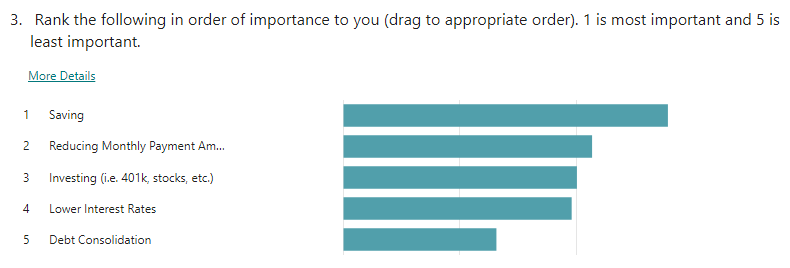 3. Rank the following in order of importance to you (drag to appropriate order). 1 is most important and 5 is
least important.
More Details
1 Saving
2 Reducing Monthly Payment Am...
3 Investing (i.e. 401k, stocks, etc.)
4 Lower Interest Rates
5 Debt Consolidation